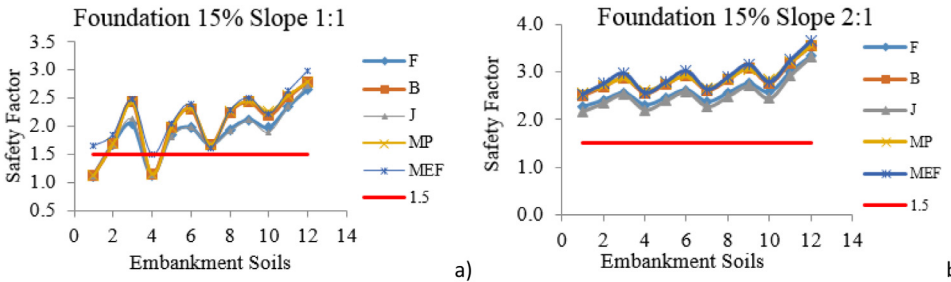 Foundation 15% Slope 1:1
Safety Factor
3.5
3.0
2.5
2.0
1.5
1.0
0.5
0 2 4 6 8 10 12 14
Embankment Soils
F
B
J
MP
MEF
1.5
a)
Foundation 15% Slope 2:1
Safety Factor
4.0
3.0
2.0
1.0
0.0
0 2 4 6 8 10 12 14
Embankment Soils
F
B
J
MP
MEF
1.5
b